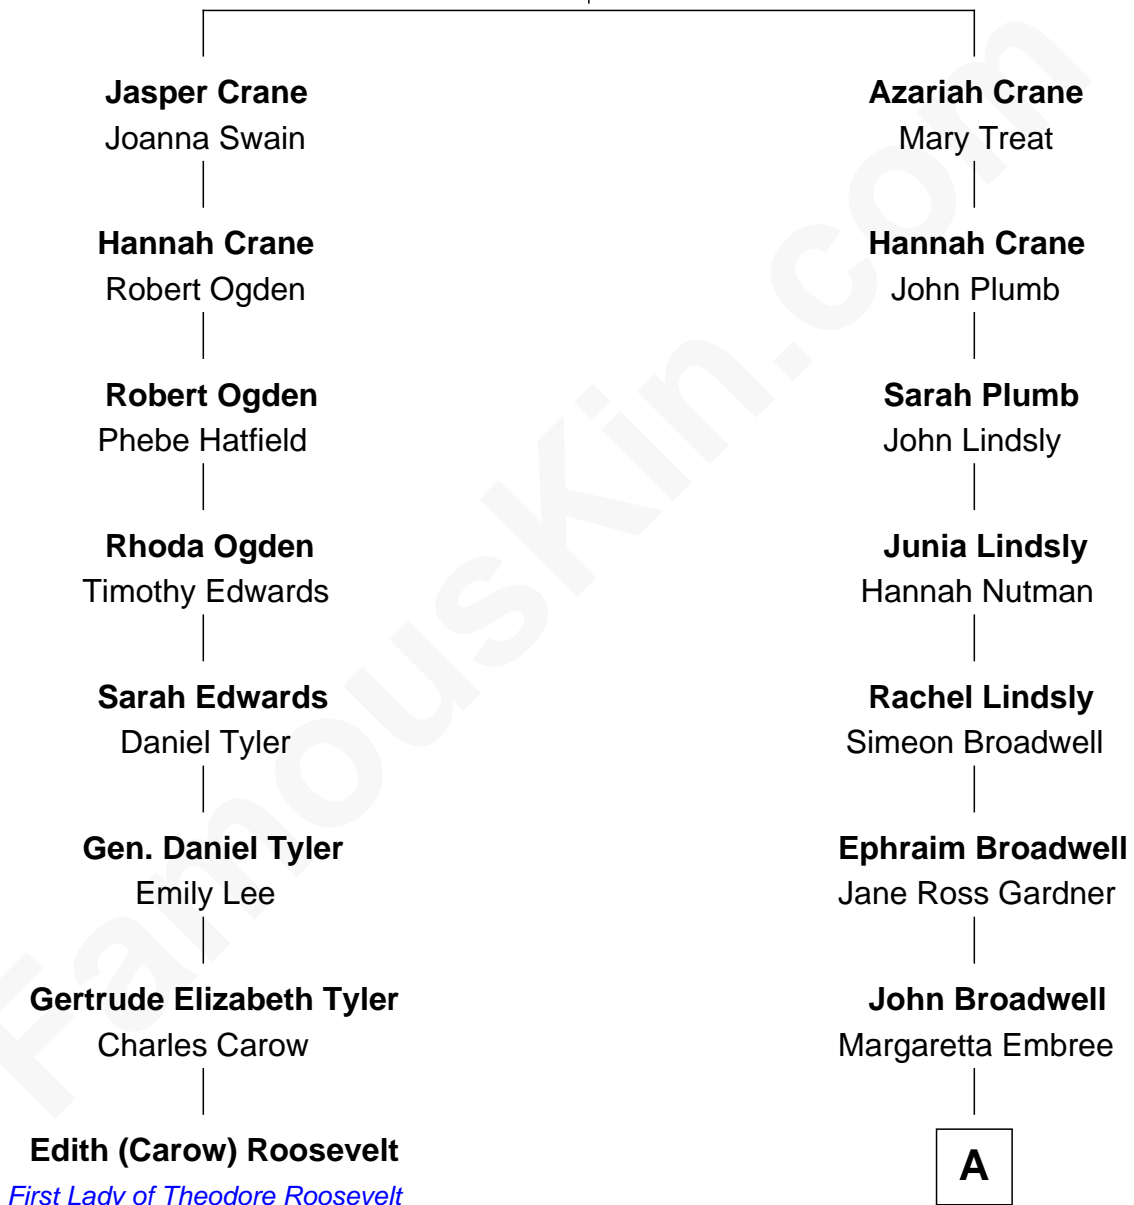 Jasper Crane
Joanna Swain
Azariah Crane
Mary Treat
Hannah Crane
Robert Ogden
Hannah Crane
John Plumb
Robert Ogden
Phebe Hatfield
Sarah Plumb
John Lindsly
Rhoda Ogden
Timothy Edwards
Junia Lindsly
Hannah Nutman
Sarah Edwards
Daniel Tyler
Rachel Lindsly
Simeon Broadwell
Gen. Daniel Tyler
Emily Lee
Ephraim Broadwell
Jane Ross Gardner
Gertrude Elizabeth Tyler
Charles Carow
John Broadwell
Margaretta Embree
Edith (Carow) Roosevelt
First Lady of Theodore Roosevelt
A
FamousKin.com